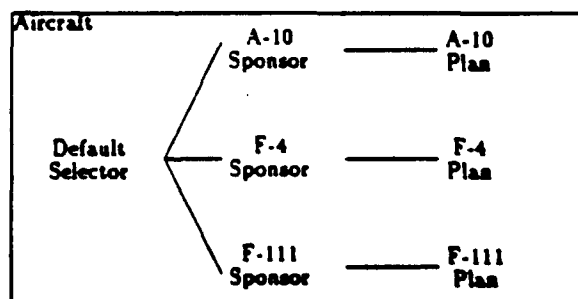 Aircraft
A-10
Sponsor
A-10
Plan
Default
Selector
F-4
Sponsor
F-4
Plan
F-111
Sponsor
F-111
Plan